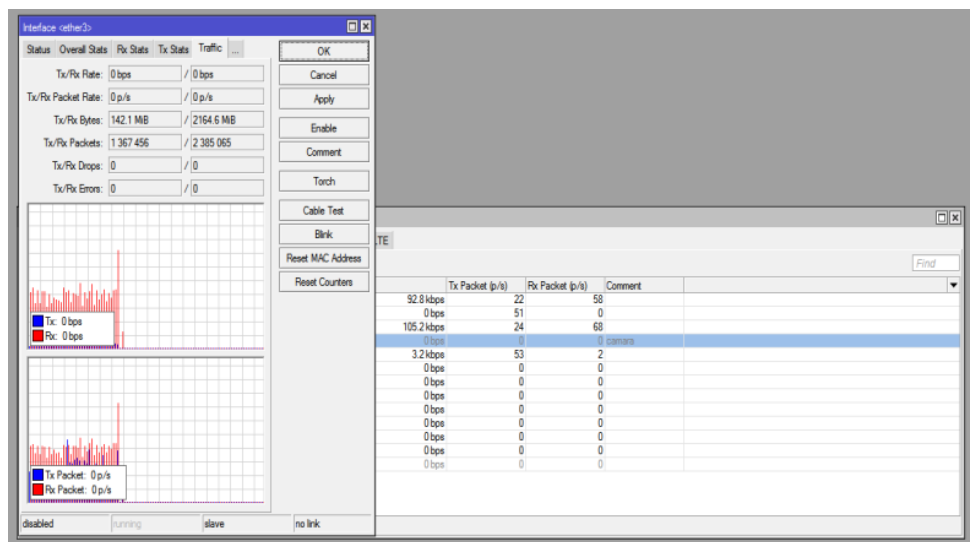 Interface <ether3>
Status Overall Stats Rx Stats Tx Stats Traffic ...
Tx/Rx Rate: 0 bps / 0 bps
Tx/Rx Packet Rate: 0 p/s / 0 p/s
Tx/Rx Bytes: 142.1 MiB / 2164.6 MiB
Tx/Rx Packets: 1 367 456 / 2 385 065
Tx/Rx Drops: 0 / 0
Tx/Rx Errors: 0 / 0
Tx: 0 bps
Rx: 0 bps
Tx Packet: 0 p/s
Rx Packet: 0 p/s
disabled running slave no link
OK
Cancel
Apply
Enable
Comment
Torch
Cable Test
Blink
Reset MAC Address
Reset Counters
TE
Find
Tx Packet (p/s) Rx Packet (p/s) Comment
92.8 kbps 22 58
0 bps 51 0
105.2 kbps 24 68
0 bps 0 0 camara
3.2 kbps 53 2
0 bps 0 0
0 bps 0 0
0 bps 0 0
0 bps 0 0
0 bps 0 0
0 bps 0 0
0 bps 0 0
0 bps 0 0